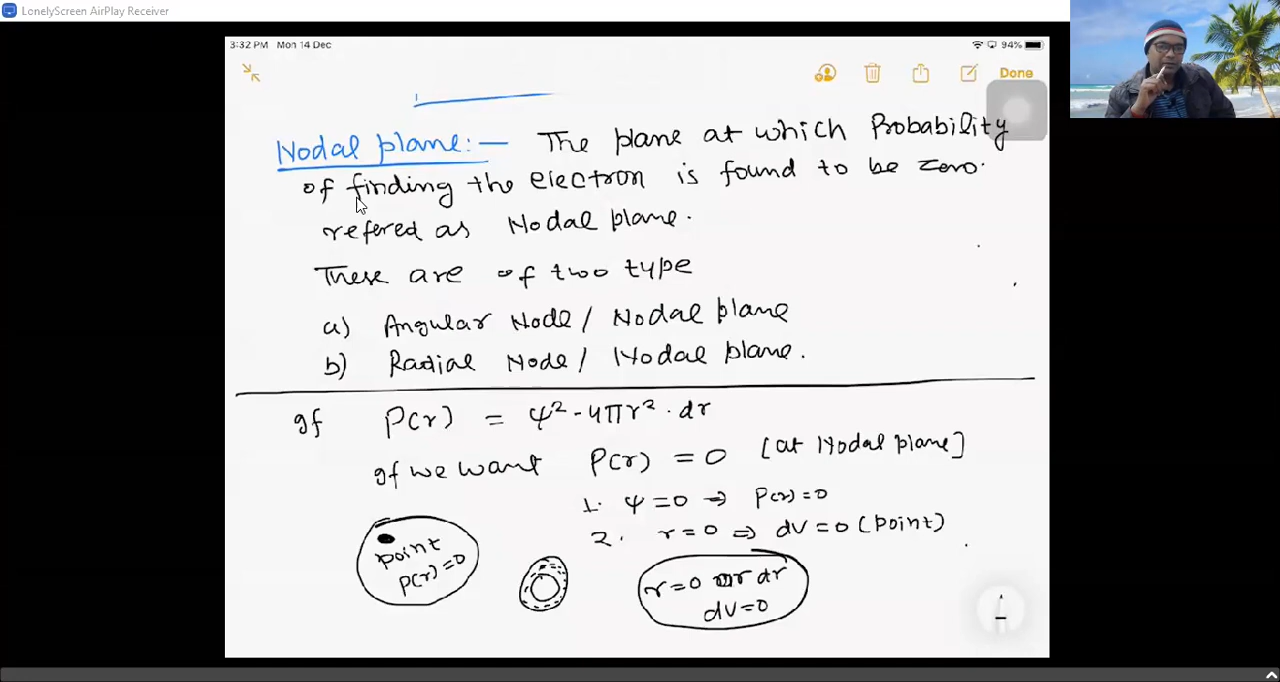 LonelyScreen AirPlay Receiver
3:32 PM Mon 14 Dec
94%
Done
Nodal plane:— The plane at which Probability
of finding the electron is found to be zero.
refered as Nodal plane.
These are of two type
a) Angular Node/ Nodal plane
b) Radial Node/ Nodal plane.
If P(r) = ψ² - 4πr² · dr
If we want P(r) = 0 [at Nodal plane]
1. ψ = 0 ⇒ P(r) = 0
2. r = 0 ⇒ dV = 0 (point)
point
P(r) = 0
r = 0 or dr
dV = 0